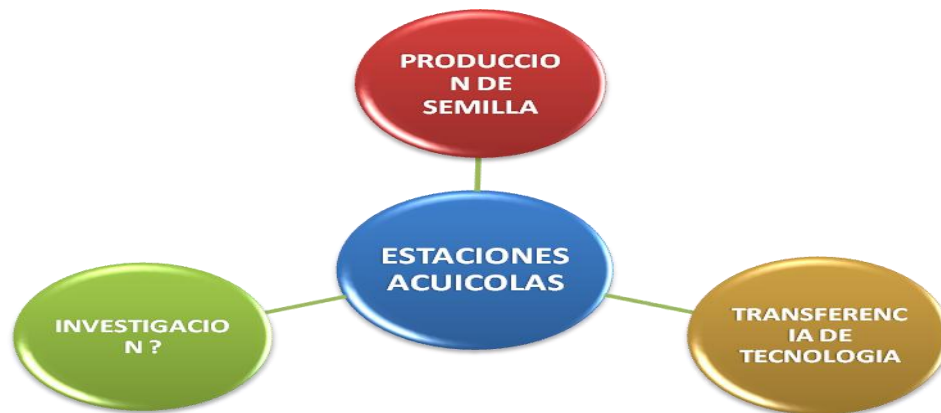 PRODUCCIO
N DE
SEMILLA
ESTACIONES
ACUICOLAS
INVESTIGACIO
N ?
TRANSFERENC
IA DE
TECNOLOGIA